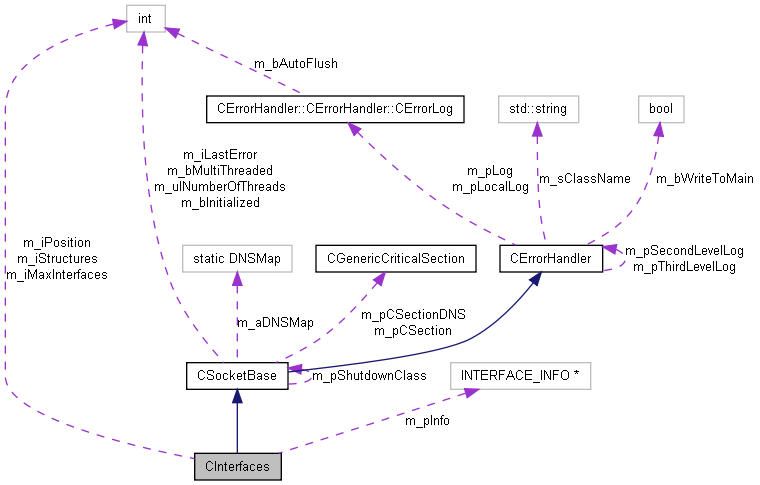 int
m_bAutoFlush
CErrorHandler::CErrorHandler::CErrorLog
std::string
bool
m_iLastError
m_bMultiThreaded
m_ulNumberOfThreads
m_bInitialized
m_pLog
m_pLocalLog
m_sClassName
m_bWriteToMain
m_iPosition
m_iStructures
m_iMaxInterfaces
static DNSMap
CGenericCriticalSection
CErrorHandler
m_pSecondLevelLog
m_pThirdLevelLog
m_aDNSMap
m_pCSectionDNS
m_pCSection
CSocketBase
m_pShutdownClass
INTERFACE_INFO *
m_pInfo
CInterfaces